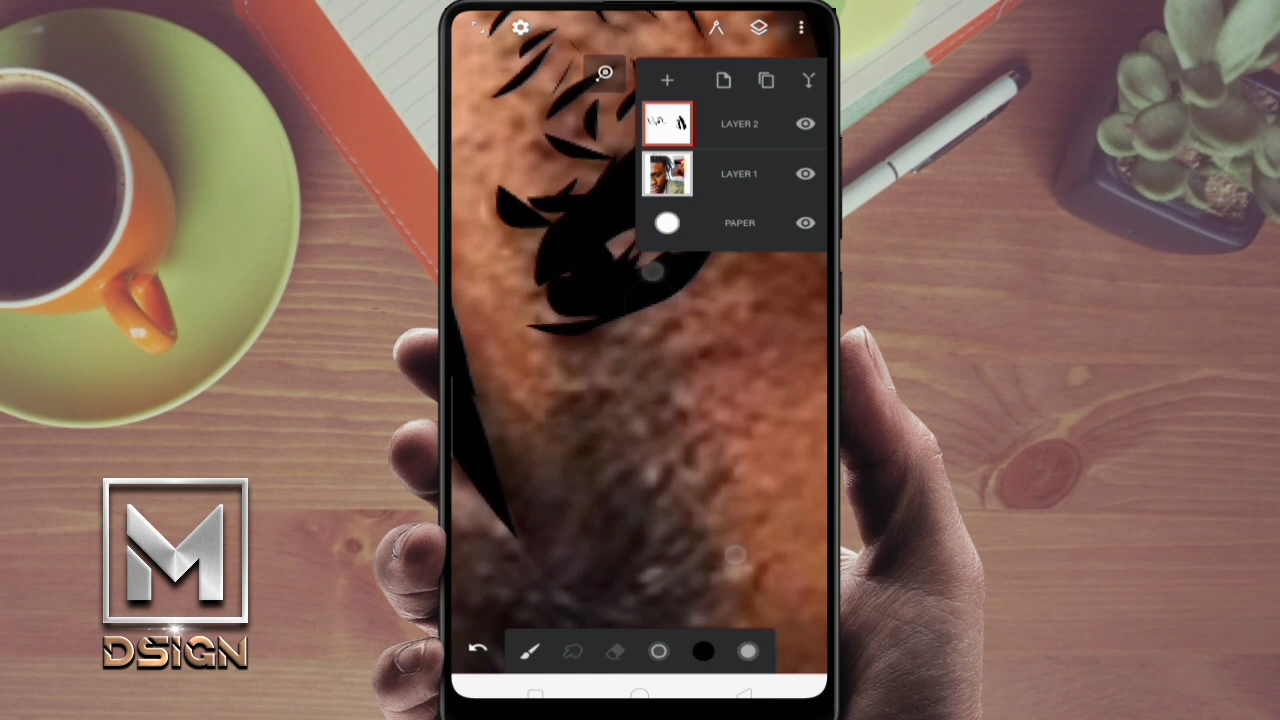 LAYER 2
LAYER 1
PAPER
M
DSIGN